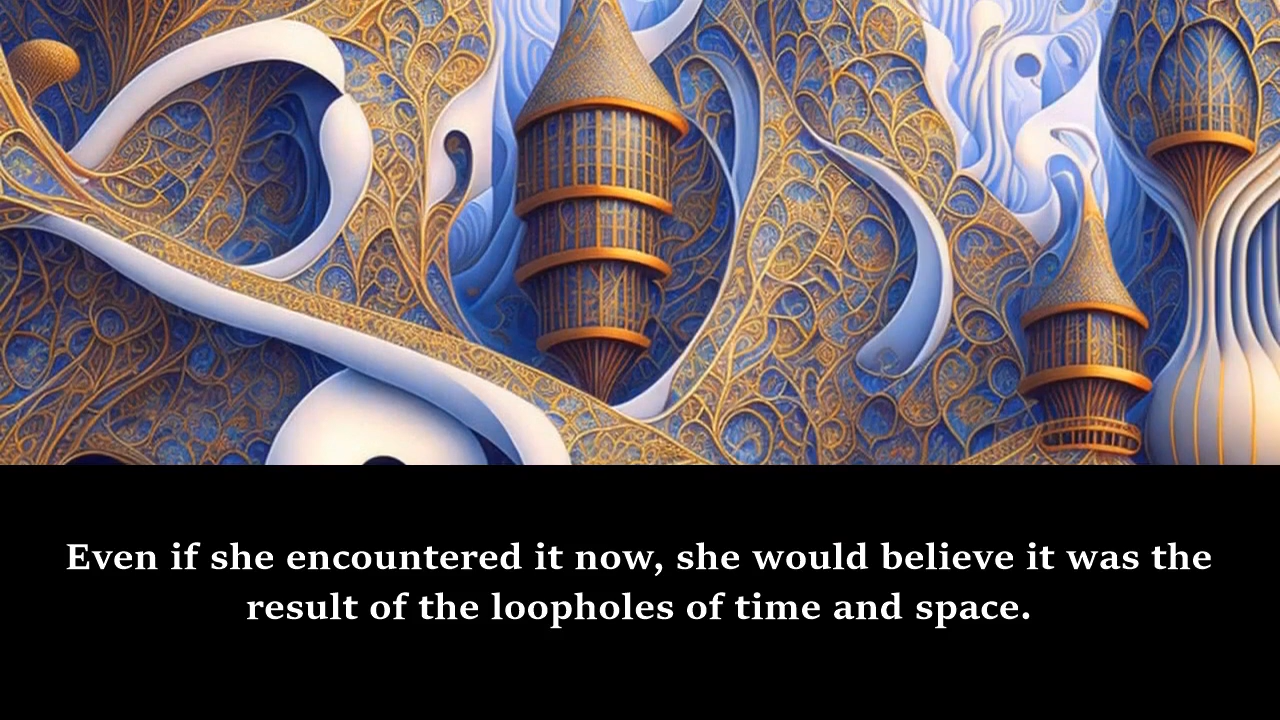 Even if she encountered it now, she would believe it was the
result of the loopholes of time and space.